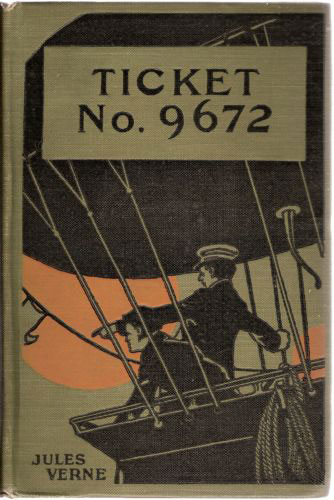 TICKET
No. 9672
JULES
VERNE